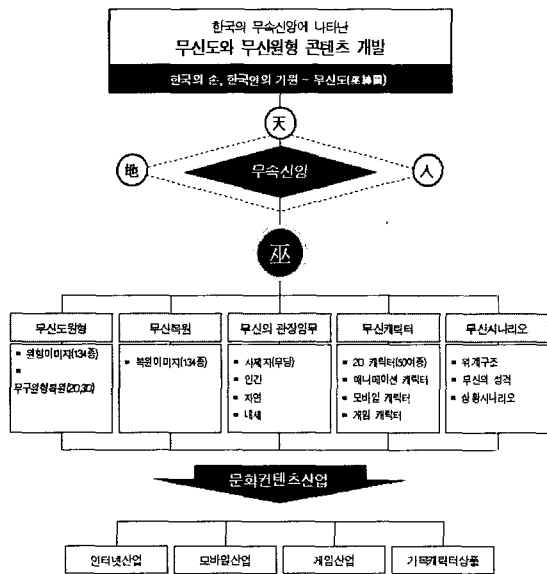 한국의 무속신앙에 나타난
무신도와 무신원형 콘텐츠 개발
한국의 손, 한국인의 기원 - 무신도(巫神圖)
天
地
人
무속신앙
巫
무신도원형
▪ 원형이미지(134종)
▪
무구원형복원(2D,3D)
무신복원
▪ 복원이미지(134종)
무신의 관장임무
▪ 사제자(무당)
▪ 인간
▪ 자연
▪ 내세
무신캐릭터
▪ 2D 캐릭터(50여종)
▪ 애니메이션 캐릭터
▪ 모바일 캐릭터
▪ 게임 캐릭터
무신시나리오
▪ 위계구조
▪ 무신의 성격
▪ 상황시나리오
문화컨텐츠산업
인터넷산업
모바일산업
게임산업
기획캐릭터상품